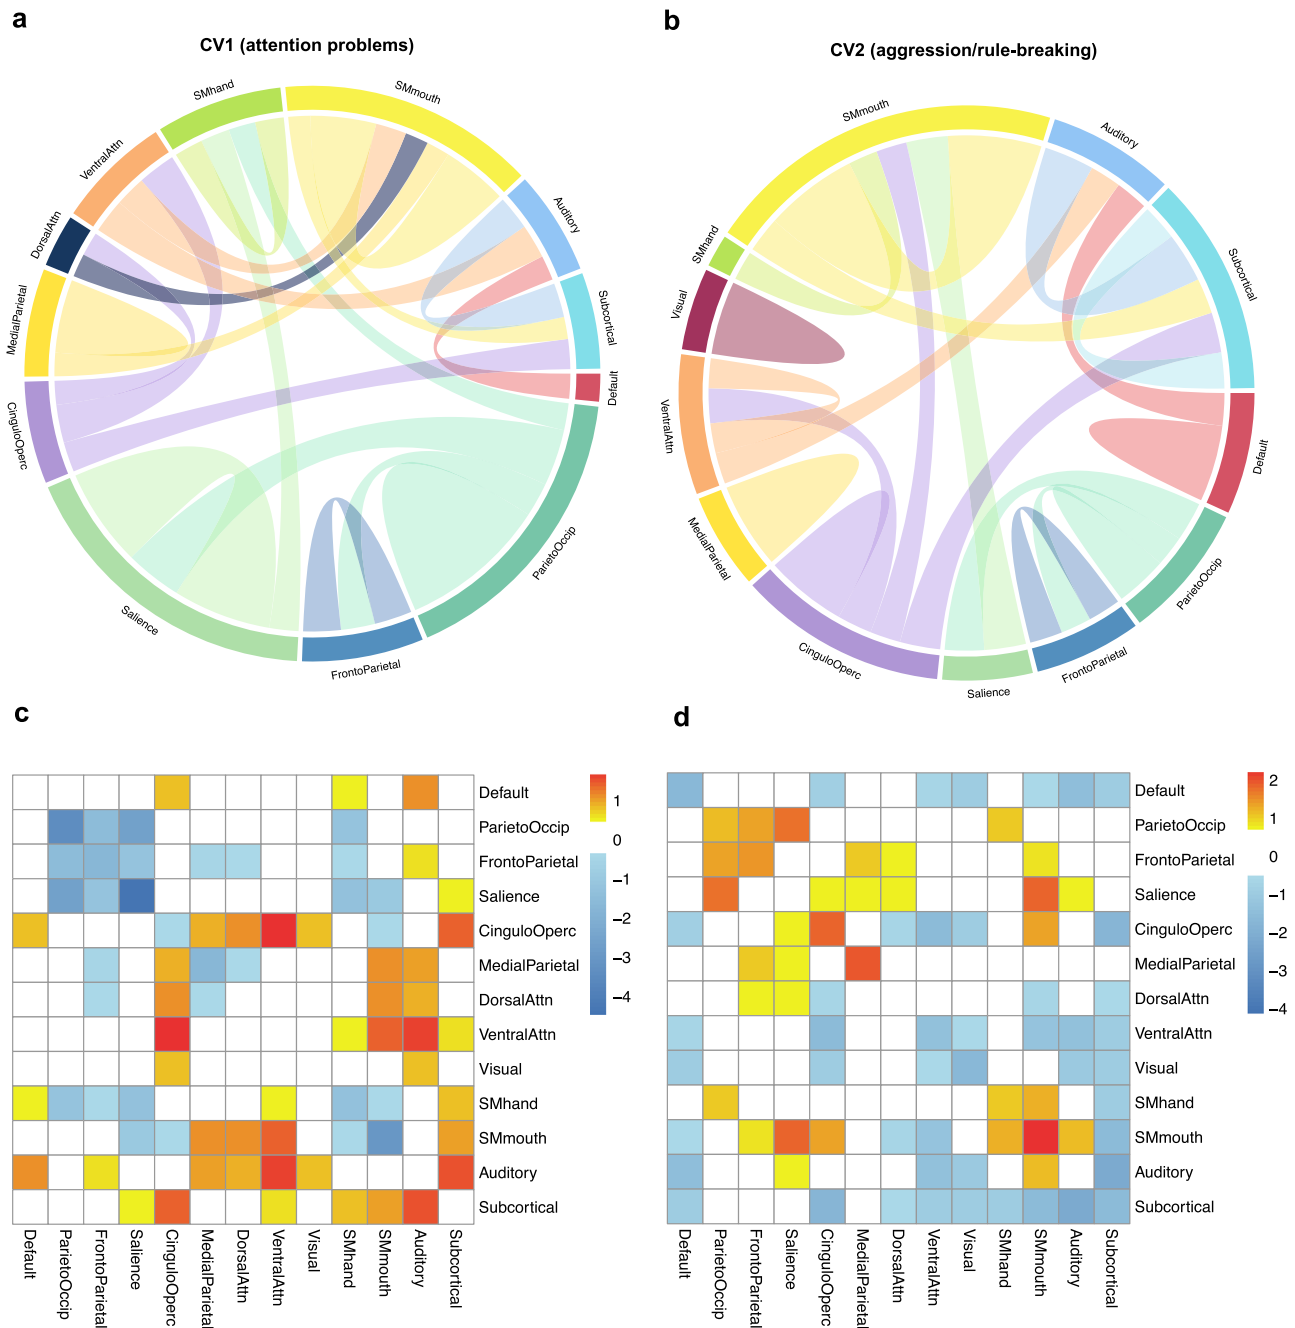 a
CV1 (attention problems)
SMhand
SMmouth
VentralAttn
Auditory
DorsalAttn
Subcortical
MedialParietal
Default
CinguloOperc
ParietoOccip
Salience
FrontoParietal
b
CV2 (aggression/rule-breaking)
SMmouth
Auditory
SMhand
Subcortical
Visual
VentralAttn
Default
MedialParietal
ParietoOccip
CinguloOperc
FrontoParietal
Salience
c
Default
ParietoOccip
FrontoParietal
Salience
CinguloOperc
MedialParietal
DorsalAttn
VentralAttn
Visual
SMhand
SMmouth
Auditory
Subcortical
1
0
−1
−2
−3
−4
Default
ParietoOccip
FrontoParietal
Salience
CinguloOperc
MedialParietal
DorsalAttn
VentralAttn
Visual
SMhand
SMmouth
Auditory
Subcortical
d
Default
ParietoOccip
FrontoParietal
Salience
CinguloOperc
MedialParietal
DorsalAttn
VentralAttn
Visual
SMhand
SMmouth
Auditory
Subcortical
2
1
0
−1
−2
−3
−4
Default
ParietoOccip
FrontoParietal
Salience
CinguloOperc
MedialParietal
DorsalAttn
VentralAttn
Visual
SMhand
SMmouth
Auditory
Subcortical